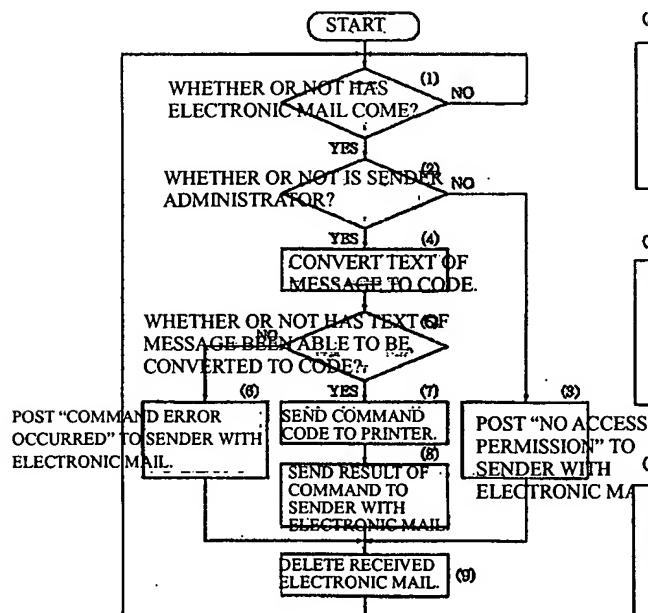 START
(1)
WHETHER OR NOT HAS
ELECTRONIC MAIL COME?
NO
YES
(2)
WHETHER OR NOT IS SENDER
ADMINISTRATOR?
NO
YES
(4)
CONVERT TEXT OF
MESSAGE TO CODE.
WHETHER OR NOT HAS TEXT OF
(5)
MESSAGE BEEN ABLE TO BE
CONVERTED TO CODE?
NO
YES
(6)
POST “COMMAND ERROR
OCCURRED” TO SENDER WITH
ELECTRONIC MAIL.
(7)
SEND COMMAND
CODE TO PRINTER.
(8)
SEND RESULT OF
COMMAND TO
SENDER WITH
ELECTRONIC MAIL
(3)
POST “NO ACCESS
PERMISSION” TO
SENDER WITH
ELECTRONIC MA
DELETE RECEIVED
ELECTRONIC MAIL.
(9)